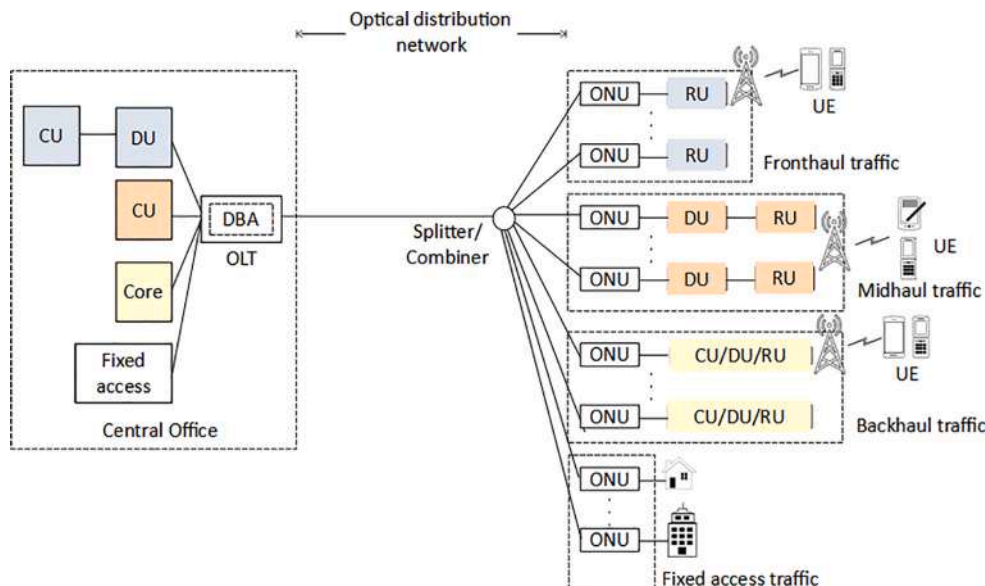 Optical distribution
network
CU
DU
CU
Core
Fixed
access
DBA
OLT
Central Office
Splitter/
Combiner
ONU
RU
ONU
RU
UE
Fronthaul traffic
ONU
DU
RU
ONU
DU
RU
UE
Midhaul traffic
ONU
CU/DU/RU
ONU
CU/DU/RU
UE
Backhaul traffic
ONU
ONU
Fixed access traffic